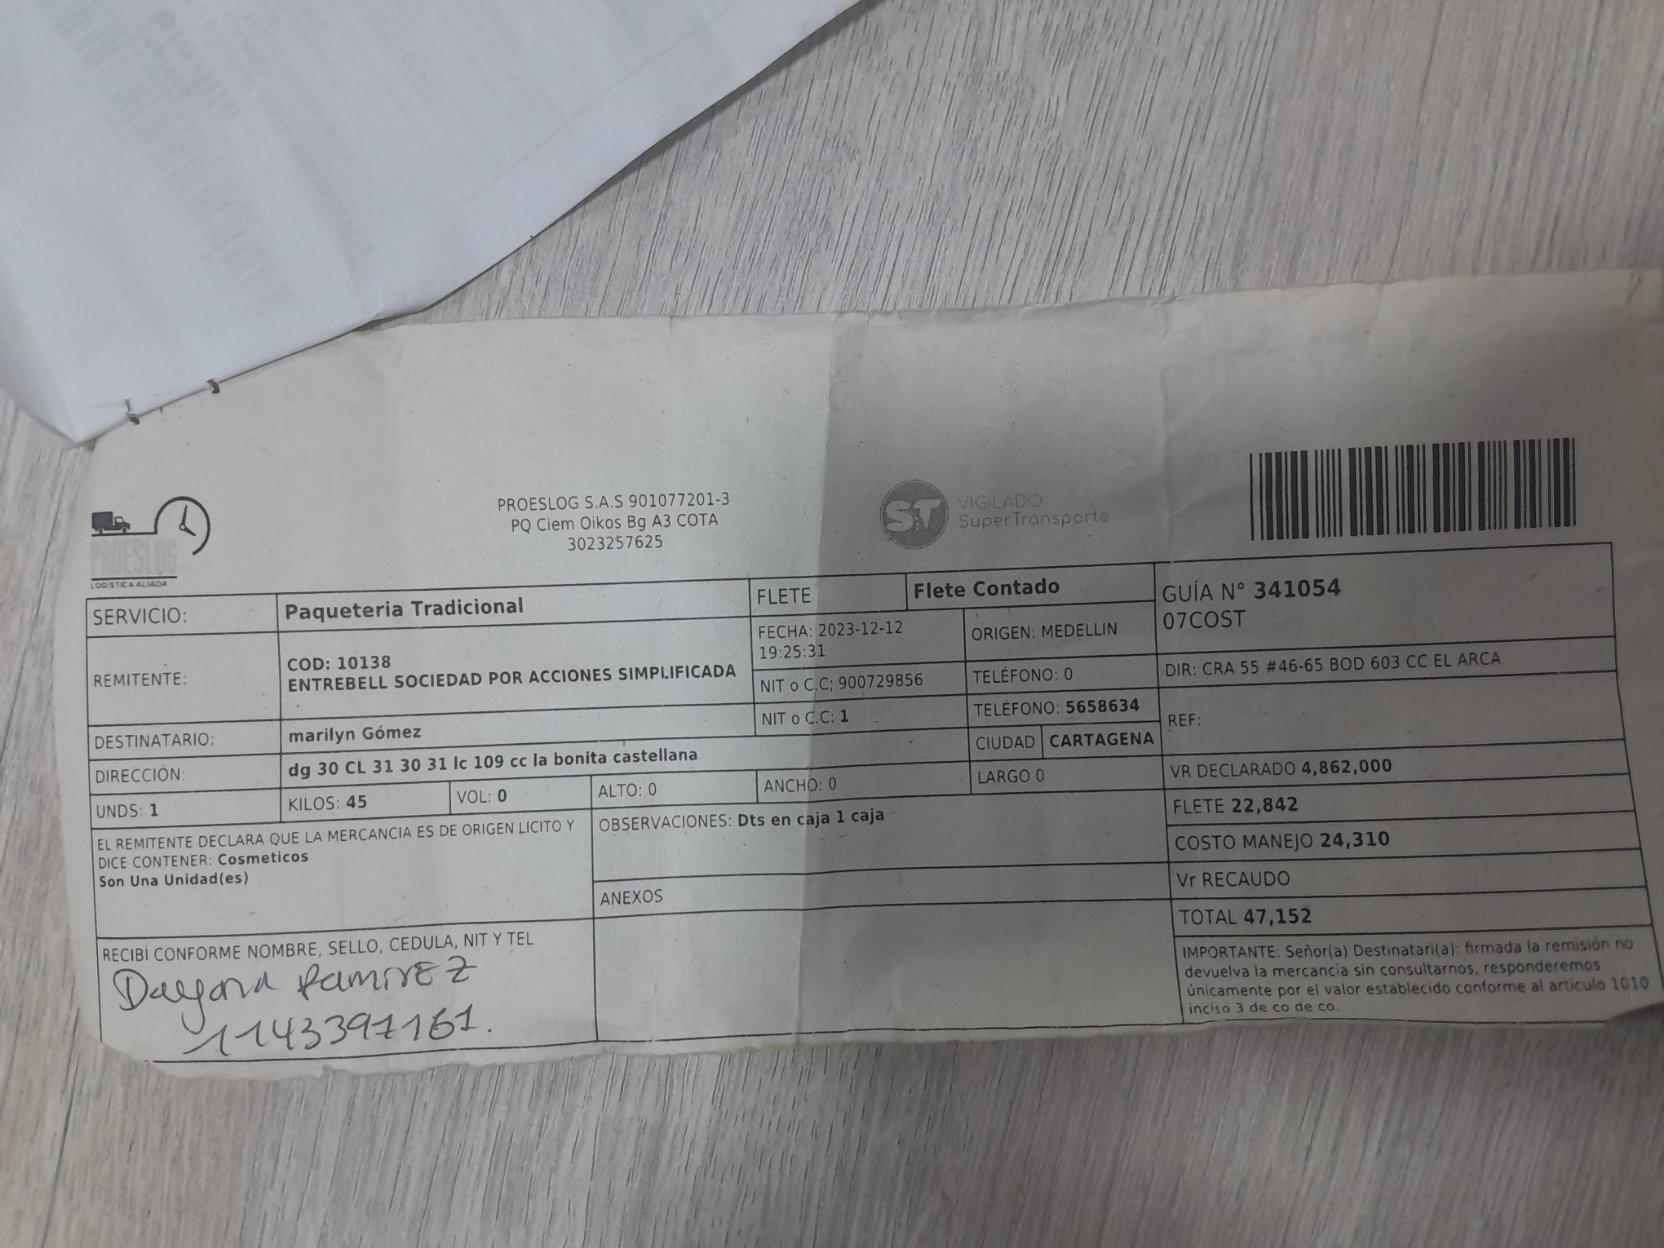 PROESLOG
LOGISTICA ALIADA
PROESLOG S.A.S 901077201-3
PQ Ciem Oikos Bg A3 COTA
3023257625
ST
VIGILADO
SuperTransporte
SERVICIO: Paqueteria Tradicional
FLETE Flete Contado
GUÍA N° 341054
07COST
REMITENTE:
COD: 10138
ENTREBELL SOCIEDAD POR ACCIONES SIMPLIFICADA
FECHA: 2023-12-12
19:25:31
ORIGEN: MEDELLIN
NIT o C.C; 900729856
TELÉFONO: 0
DIR: CRA 55 #46-65 BOD 603 CC EL ARCA
DESTINATARIO: marilyn Gómez
NIT o C.C: 1
TELÉFONO: 5658634
REF:
DIRECCIÓN: dg 30 CL 31 30 31 lc 109 cc la bonita castellana
CIUDAD CARTAGENA
UNDS: 1
KILOS: 45
VOL: 0
ALTO: 0
ANCHO: 0
LARGO 0
VR DECLARADO 4,862,000
EL REMITENTE DECLARA QUE LA MERCANCIA ES DE ORIGEN LICITO Y
DICE CONTENER: Cosmeticos
Son Una Unidad(es)
OBSERVACIONES: Dts en caja 1 caja
FLETE 22,842
COSTO MANEJO 24,310
ANEXOS
Vr RECAUDO
TOTAL 47,152
RECIBÍ CONFORME NOMBRE, SELLO, CEDULA, NIT Y TEL
Dayana RAMIREZ
1143397161.
IMPORTANTE: Señor(a) Destinatari(a): firmada la remisión no
devuelva la mercancia sin consultarnos, responderemos
únicamente por el valor establecido conforme al articulo 1010
inciso 3 de co de co.